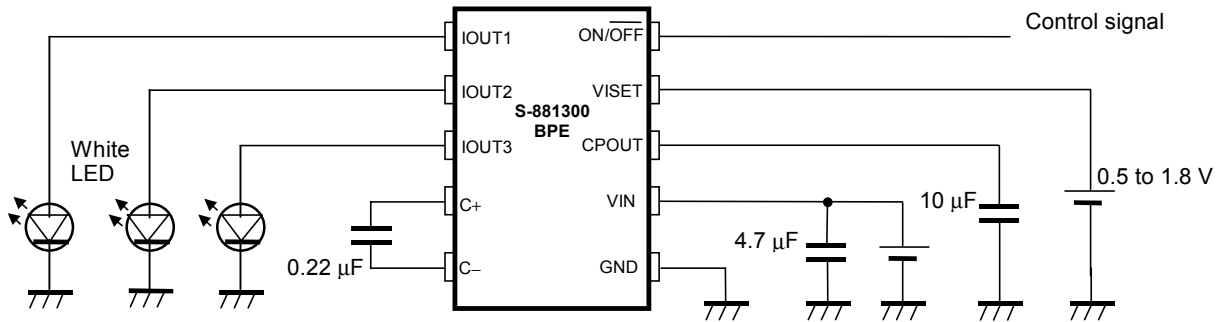 Control signal
IOUT1
ON/OFF
IOUT2
VISET
S-881300
BPE
IOUT3
CPOUT
White
LED
0.5 to 1.8 V
C+
VIN
10 μF
4.7 μF
0.22 μF
C−
GND